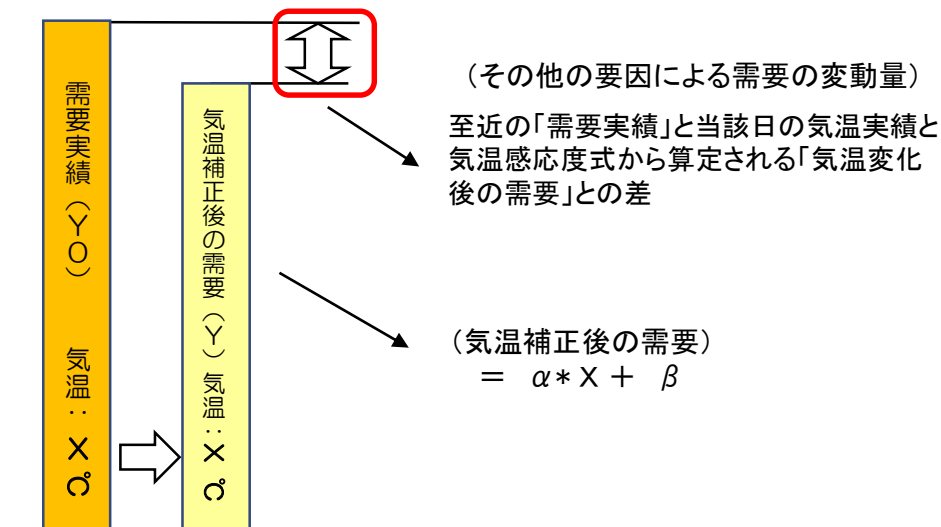 需要実績(Y0) 気温:X℃
気温補正後の需要(Y)気温:X℃
(その他の要因による需要の変動量)
至近の「需要実績」と当該日の気温実績と
気温感応度式から算定される「気温変化
後の需要」との差
(気温補正後の需要)
= α*X+ β